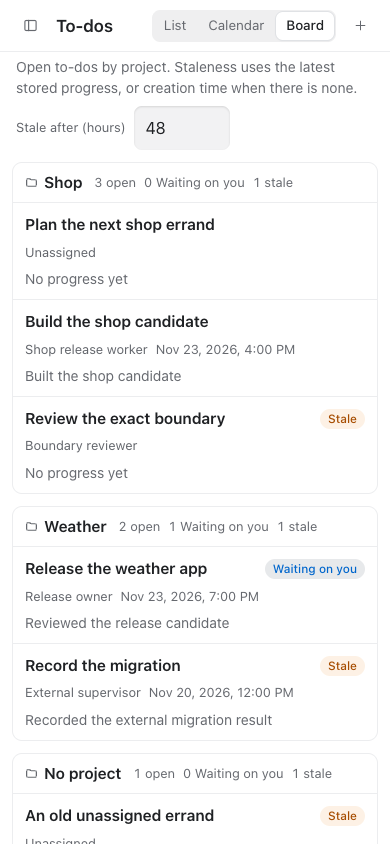 To-dos
List
Calendar
Board
Open to-dos by project. Staleness uses the latest
stored progress, or creation time when there is none.
Stale after (hours)
48
Shop 3 open 0 Waiting on you 1 stale
Plan the next shop errand
Unassigned
No progress yet
Build the shop candidate
Shop release worker Nov 23, 2026, 4:00 PM
Built the shop candidate
Review the exact boundary
Stale
Boundary reviewer
No progress yet
Weather 2 open 1 Waiting on you 1 stale
Release the weather app
Waiting on you
Release owner Nov 23, 2026, 7:00 PM
Reviewed the release candidate
Record the migration
Stale
External supervisor Nov 20, 2026, 12:00 PM
Recorded the external migration result
No project 1 open 0 Waiting on you 1 stale
An old unassigned errand
Stale
Unassigned